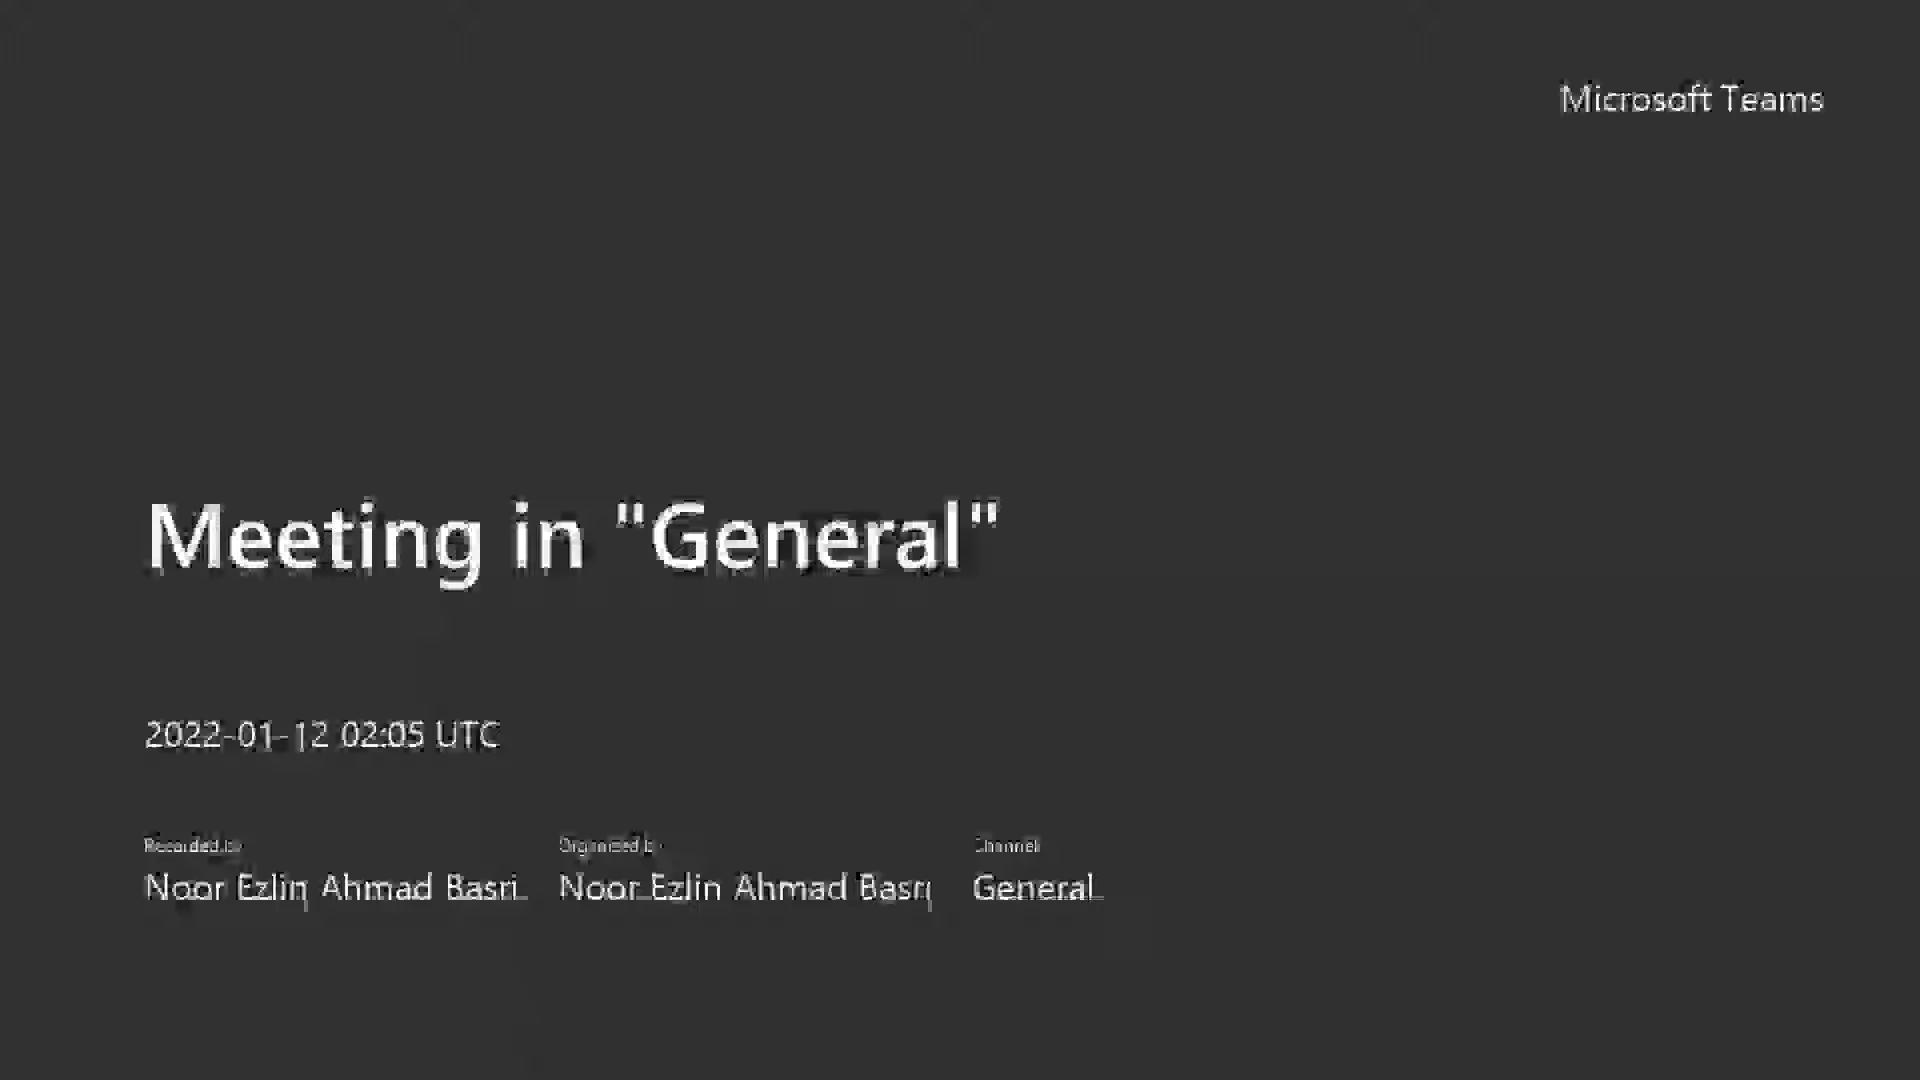 Microsoft Teams
Meeting in "General"
2022-01-12 02:05 UTC
Recorded by Organized by Channel
Noor Ezlin Ahmad Basri Noor Ezlin Ahmad Basri General